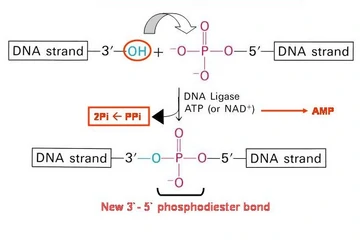 O
DNA strand 3′ OH + ⁻O P O 5′ DNA strand
O⁻
DNA Ligase
ATP (or NAD⁺) AMP
2Pi ← PPi
O
DNA strand 3′ O P O 5′ DNA strand
O⁻
New 3`- 5` phosphodiester bond